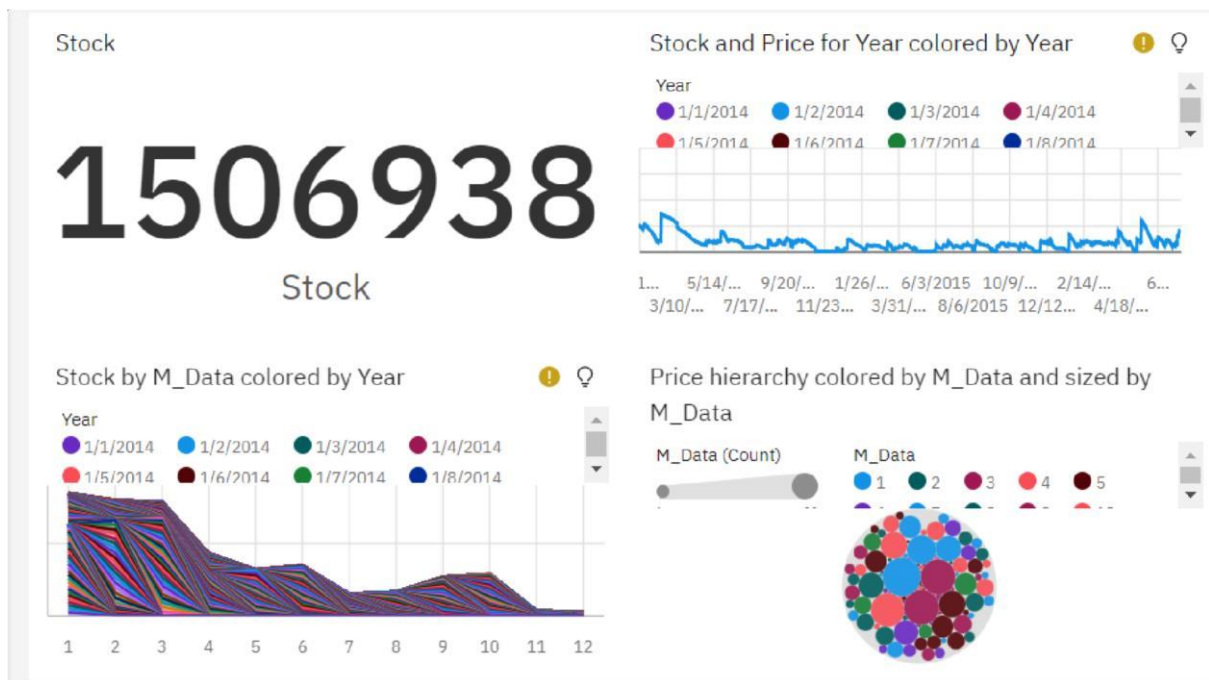 Stock
1506938
Stock
Stock and Price for Year colored by Year
Year
1/1/2014 1/2/2014 1/3/2014 1/4/2014
1/5/2014 1/6/2014 1/7/2014 1/8/2014
1... 5/14/... 9/20/... 1/26/... 6/3/2015 10/9/... 2/14/... 6...
3/10/... 7/17/... 11/23... 3/31/... 8/6/2015 12/12... 4/18/...
Stock by M_Data colored by Year
Year
1/1/2014 1/2/2014 1/3/2014 1/4/2014
1/5/2014 1/6/2014 1/7/2014 1/8/2014
1 2 3 4 5 6 7 8 9 10 11 12
Price hierarchy colored by M_Data and sized by
M_Data
M_Data (Count)
M_Data
1 2 3 4 5